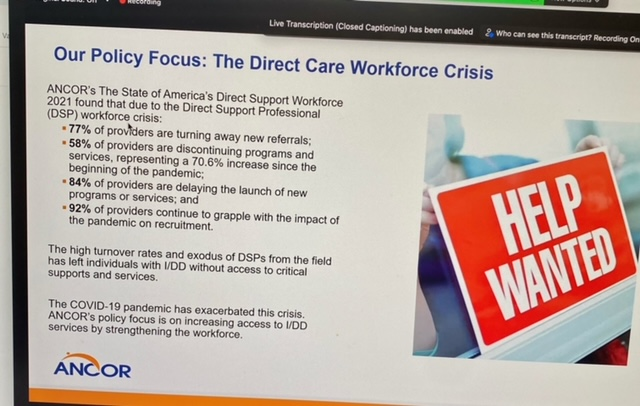 Recording
Live Transcription (Closed Captioning) has been enabled
Who can see this transcript? Recording On
Our Policy Focus: The Direct Care Workforce Crisis
ANCOR's The State of America's Direct Support Workforce
2021 found that due to the Direct Support Professional
(DSP) workforce crisis:
▪ 77% of providers are turning away new referrals;
▪ 58% of providers are discontinuing programs and
services, representing a 70.6% increase since the
beginning of the pandemic;
▪ 84% of providers are delaying the launch of new
programs or services; and
▪ 92% of providers continue to grapple with the impact of
the pandemic on recruitment.
The high turnover rates and exodus of DSPs from the field
has left individuals with I/DD without access to critical
supports and services.
The COVID-19 pandemic has exacerbated this crisis.
ANCOR's policy focus is on increasing access to I/DD
services by strengthening the workforce.
HELP
WANTED
ANCOR